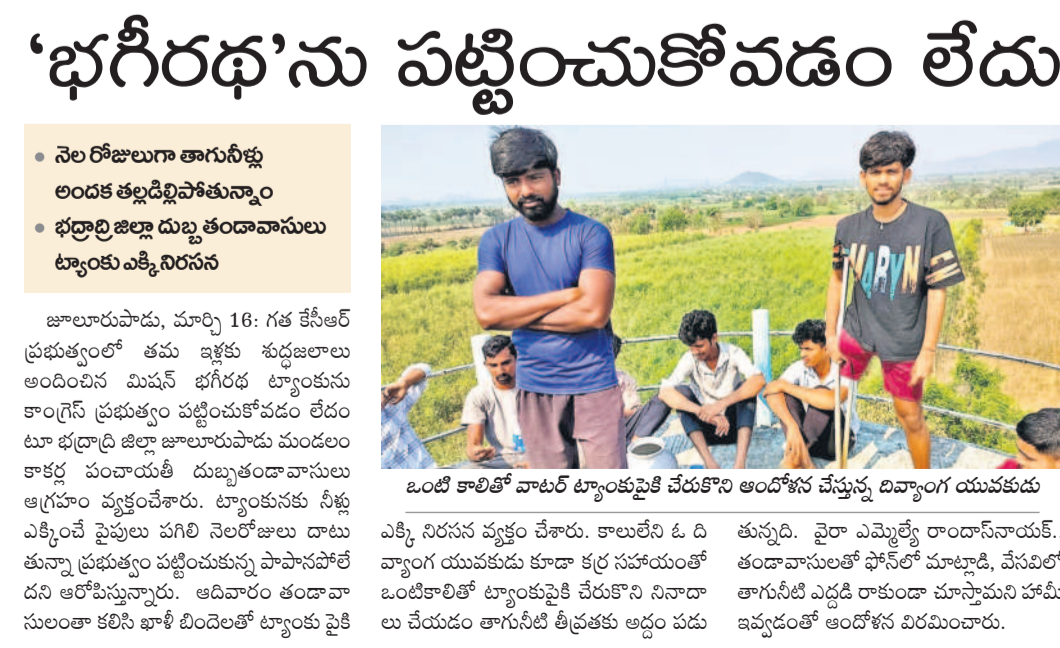 ‘భగీరథ’ను పట్టించుకోవడం లేదు
● నెల రోజులుగా తాగునీళ్లు
అందక తల్లడిల్లిపోతున్నాం
● భద్రాద్రి జిల్లా దుబ్బ తండావాసులు
ట్యాంకు ఎక్కి నిరసన
జూలూరుపాడు, మార్చి 16: గత కేసీఆర్
ప్రభుత్వంలో తమ ఇళ్లకు శుద్ధజలాలు
అందించిన మిషన్ భగీరథ ట్యాంకును
కాంగ్రెస్ ప్రభుత్వం పట్టించుకోవడం లేదం
టూ భద్రాద్రి జిల్లా జూలూరుపాడు మండలం
కాకర్ల పంచాయతీ దుబ్బతండావాసులు
ఆగ్రహం వ్యక్తంచేశారు. ట్యాంకునకు నీళ్లు
ఎక్కించే పైపులు పగిలి నెలరోజులు దాటు
తున్నా ప్రభుత్వం పట్టించుకున్న పాపానపోలే
దని ఆరోపిస్తున్నారు. ఆదివారం తండావా
సులంతా కలిసి ఖాళీ బిందెలతో ట్యాంకు పైకి
MARYN
ఒంటి కాలితో వాటర్ ట్యాంకుపైకి చేరుకొని ఆందోళన చేస్తున్న దివ్యాంగ యువకుడు
ఎక్కి నిరసన వ్యక్తం చేశారు. కాలులేని ఓ ది
వ్యాంగ యువకుడు కూడా కర్ర సహాయంతో
ఒంటికాలితో ట్యాంకుపైకి చేరుకొని నినాదా
లు చేయడం తాగునీటి తీవ్రతకు అద్దం పడు
తున్నది. వైరా ఎమ్మెల్యే రాందాస్‌నాయక్..
తండావాసులతో ఫోన్‌లో మాట్లాడి, వేసవిలో
తాగునీటి ఎద్దడి రాకుండా చూస్తామని హామీ
ఇవ్వడంతో ఆందోళన విరమించారు.